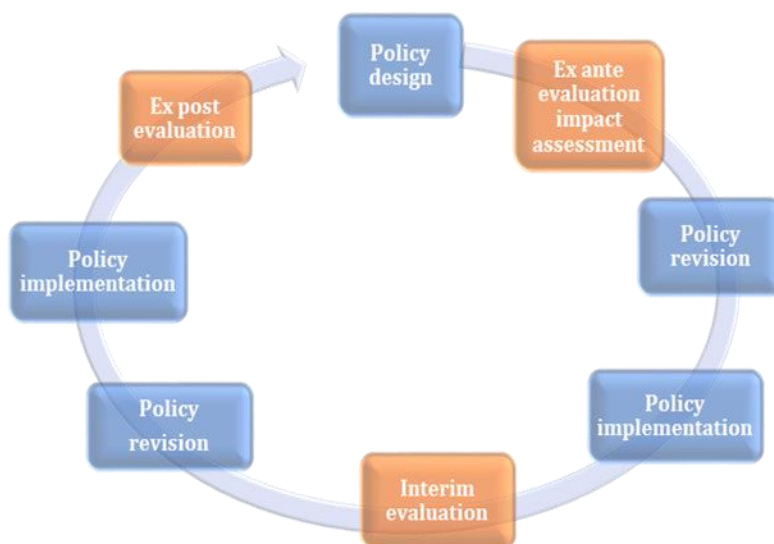 Policy
design
Ex ante
evaluation
impact
assessment
Policy
revision
Policy
implementation
Interim
evaluation
Policy
revision
Policy
implementation
Ex post
evaluation